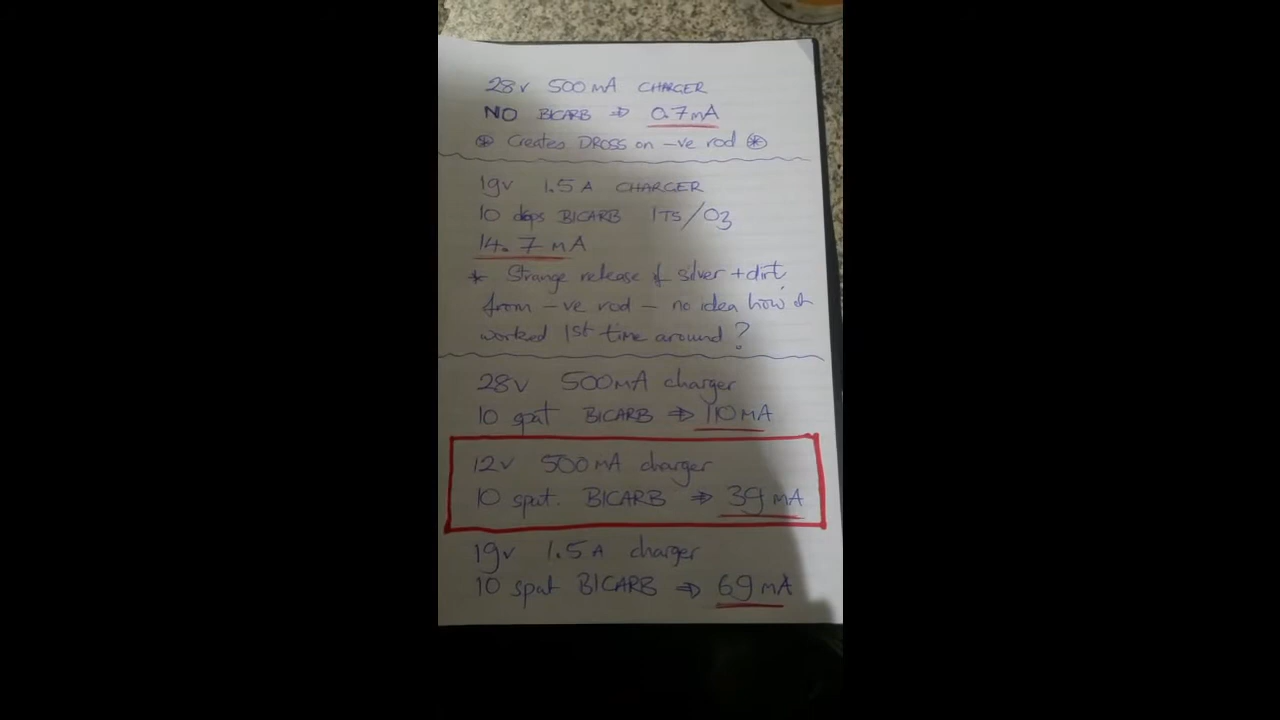 28v 500mA CHARGER
NO BICARB ⇒ 0.7mA
⊛ Creates DROSS on -ve rod ⊛
19v 1.5A CHARGER
10 drops BICARB 1TS/O3
14.7 mA
* Strange release of silver + dirt
from -ve rod - no idea how it
worked 1st time around?
28v 500MA charger
10 spat BICARB ⇒ 110MA
12v 500MA charger
10 spat. BICARB ⇒ 39MA
19v 1.5A charger
10 spat BICARB ⇒ 69MA